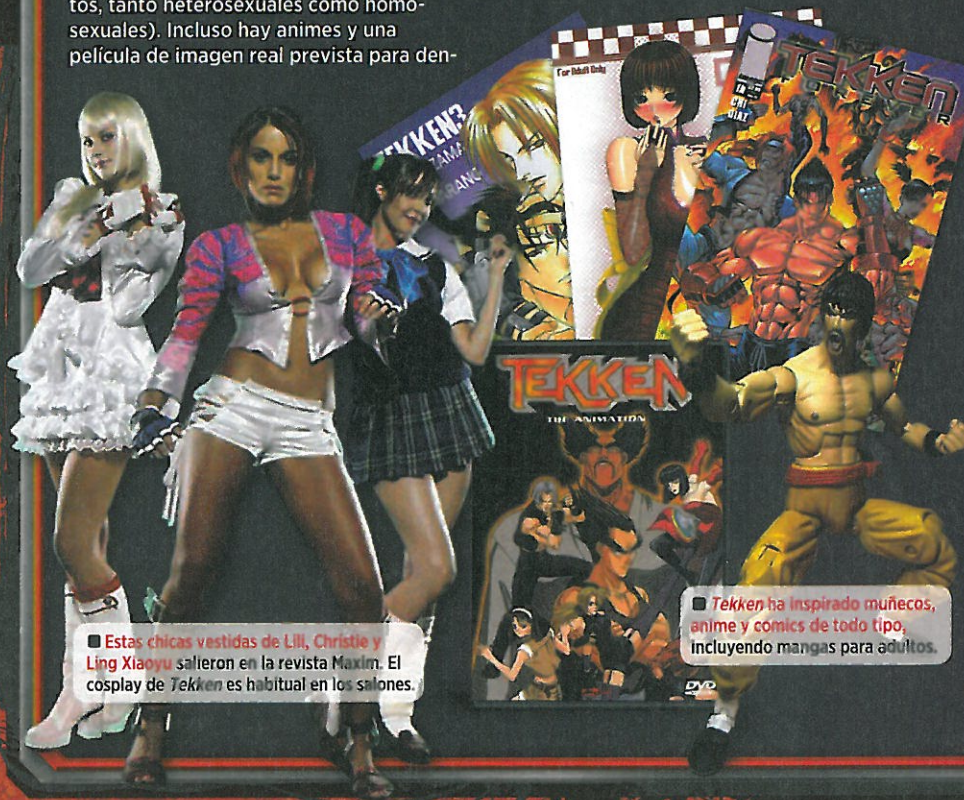 tos, tanto heterosexuales como homo-
sexuales). Incluso hay animes y una
película de imagen real prevista para den-
TEKKEN3
For Adult Only
TEKKEN
CHI
DIAZ
TEKKEN
THE ANIMATION
DVD
■ Estas chicas vestidas de Lili, Christie y
Ling Xiaoyu salieron en la revista Maxim. El
cosplay de Tekken es habitual en los salones.
■ Tekken ha inspirado muñecos,
anime y comics de todo tipo,
incluyendo mangas para adultos.